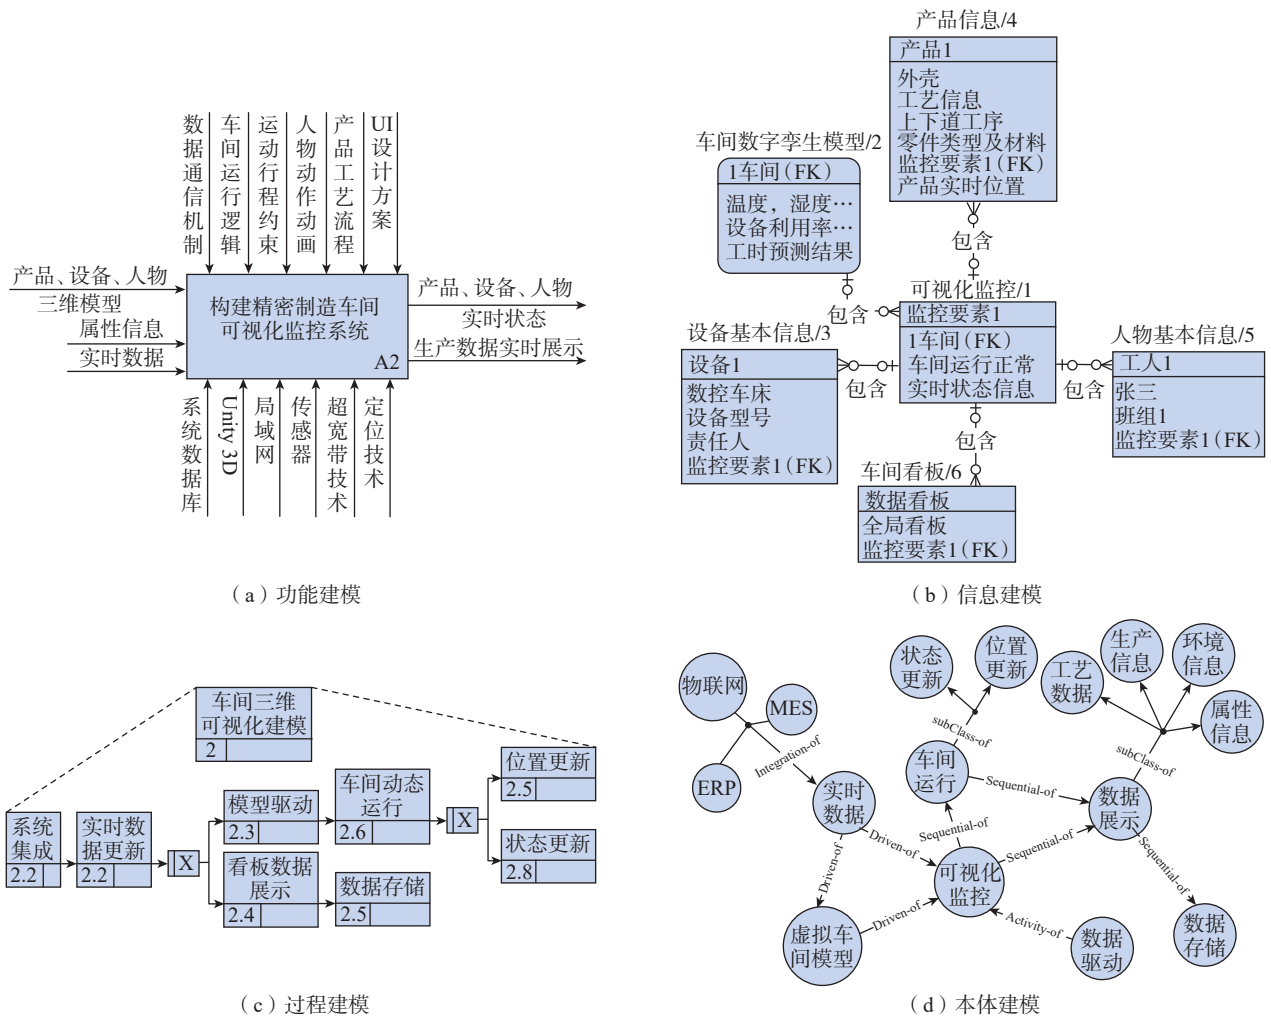 数据通信机制
车间运行逻辑
运动行程约束
人物动作动画
产品工艺流程
UI设计方案
产品、设备、人物
三维模型
属性信息
实时数据
构建精密制造车间
可视化监控系统
A2
产品、设备、人物
实时状态
生产数据实时展示
系统数据库
Unity 3D
局域网
传感器
超宽带技术
定位技术
（a）功能建模
产品信息/4
产品1
外壳
工艺信息
上下道工序
零件类型及材料
监控要素1（FK）
产品实时位置
车间数字孪生模型/2
1车间（FK）
温度，湿度…
设备利用率…
工时预测结果
包含
包含
可视化监控/1
监控要素1
1车间（FK）
车间运行正常
实时状态信息
设备基本信息/3
设备1
数控车床
设备型号
责任人
监控要素1（FK）
包含
包含
人物基本信息/5
工人1
张三
班组1
监控要素1（FK）
包含
车间看板/6
数据看板
全局看板
监控要素1（FK）
（b）信息建模
车间三维
可视化建模
2
系统
集成
2.2
实时数
据更新
2.2
X
模型驱动
2.3
看板数据
展示
2.4
车间动态
运行
2.6
数据存储
2.5
X
位置更新
2.5
状态更新
2.8
（c）过程建模
物联网
MES
ERP
Integration-of
实时
数据
Driven-of
Driven-of
虚拟车
间模型
Driven-of
可视化
监控
Sequential-of
车间
运行
subClass-of
状态
更新
位置
更新
Sequential-of
Sequential-of
数据
展示
subClass-of
工艺
数据
生产
信息
环境
信息
属性
信息
Sequential-of
数据
存储
Activity-of
数据
驱动
（d）本体建模